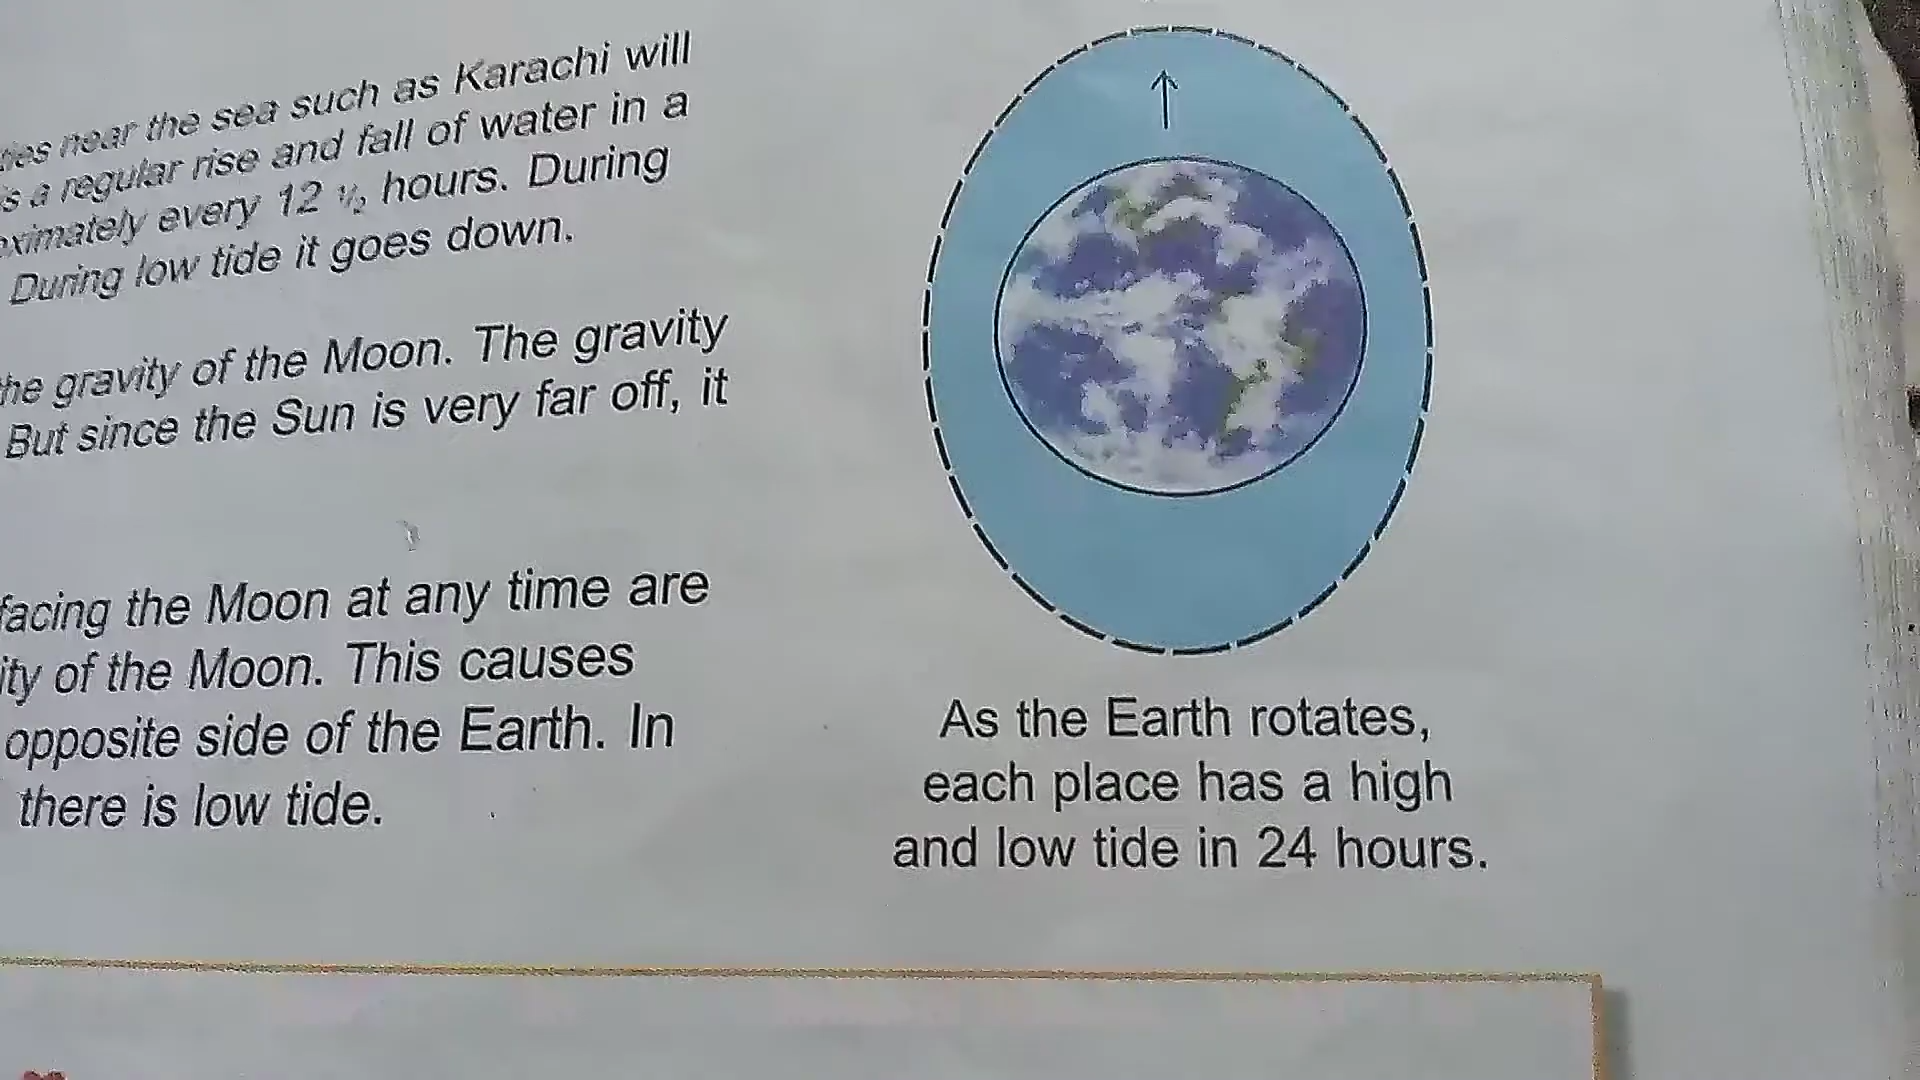 near the sea such as Karachi will
s a regular rise and fall of water in a
every 12 ½ hours. During
During low tide it goes down.
the gravity of the Moon. The gravity
But since the Sun is very far off, it
facing the Moon at any time are
ity of the Moon. This causes
opposite side of the Earth. In
there is low tide.
As the Earth rotates,
each place has a high
and low tide in 24 hours.